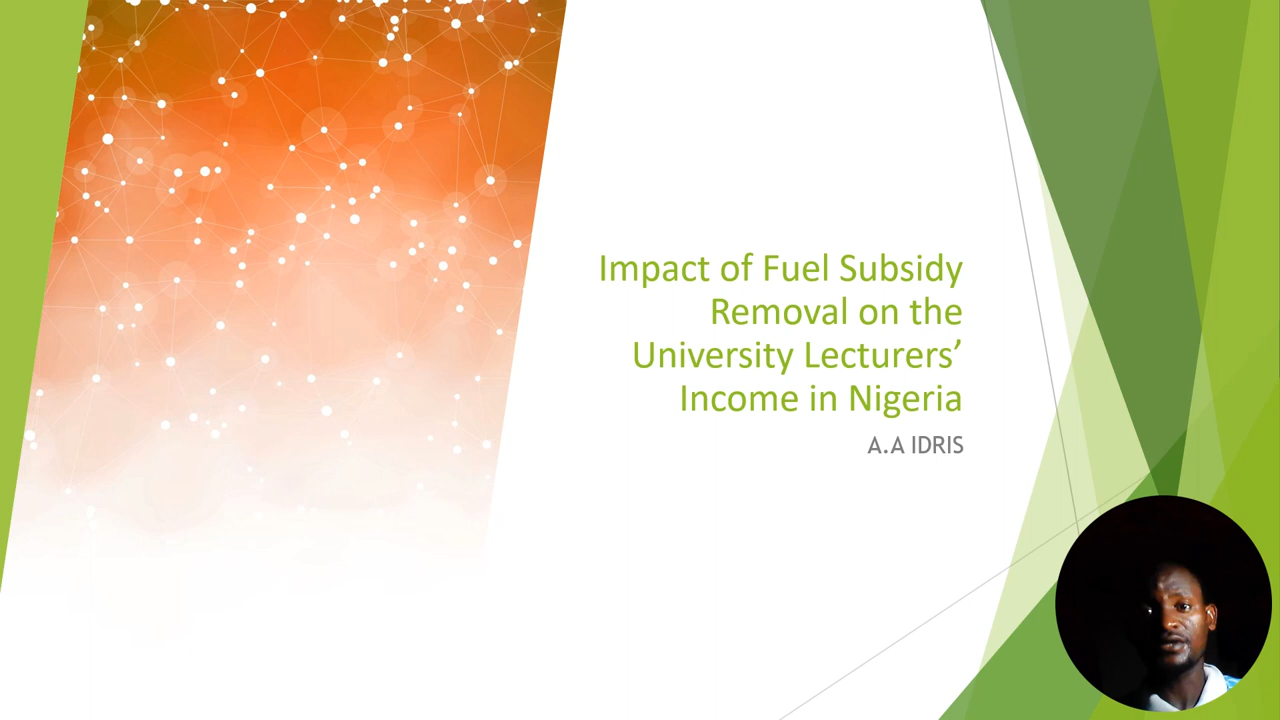 Impact of Fuel Subsidy
Removal on the
University Lecturers’
Income in Nigeria
A.A IDRIS